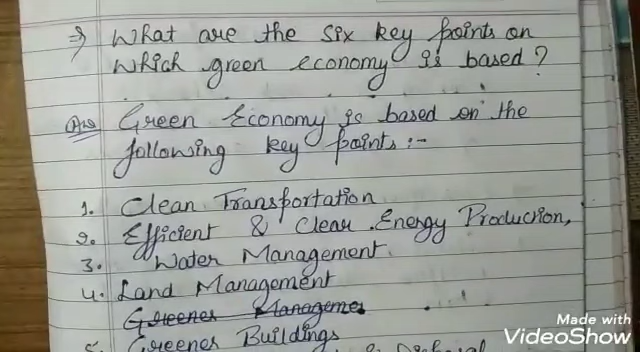 ⇒ What are the six key points on
which green economy is based?
Ans Green Economy is based on the
following key points :-
1. Clean Transportation
2. Efficient & Clean Energy Production,
3. Water Management.
4. Land Management
Greener Manageme
5. Greener Buildings
&
Made with
VideoShow